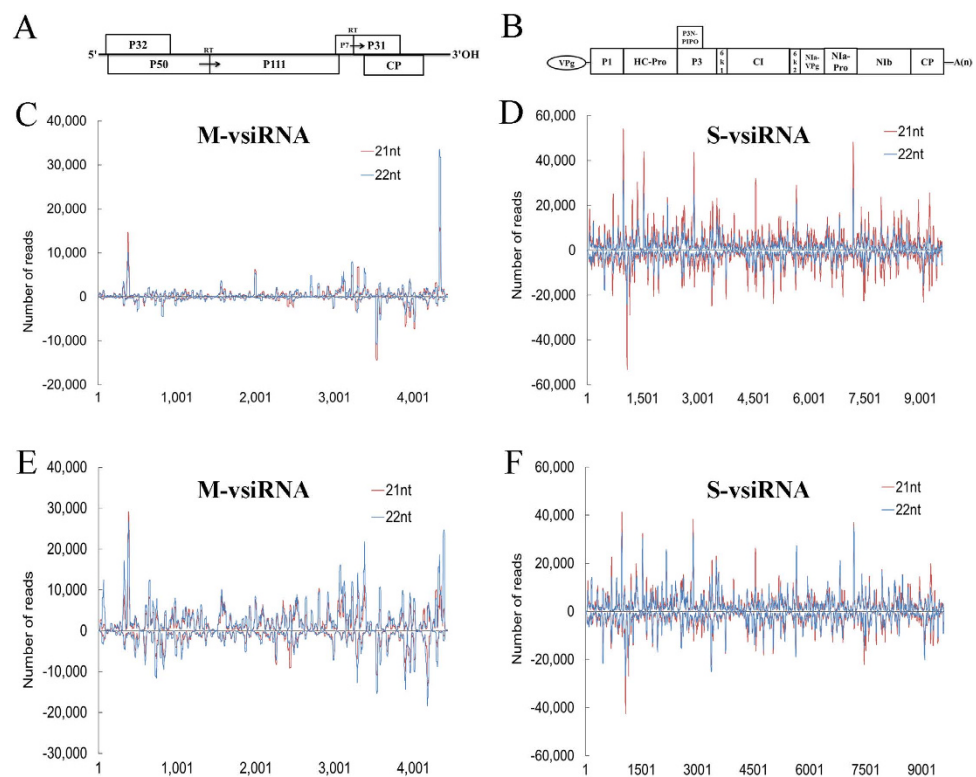 A
RT
P32
P7
P31
5'
RT
3'OH
P50
P111
CP
B
P3N-
PIPO
VPg
P1
HC-Pro
P3
6k1
CI
6k2
NIa-
VPg
NIa-
Pro
NIb
CP
A(n)
C
M-vsiRNA
21nt
22nt
Number of reads
40,000
30,000
20,000
10,000
0
-10,000
-20,000
1
1,001
2,001
3,001
4,001
D
S-vsiRNA
21nt
22nt
Number of reads
60,000
40,000
20,000
0
-20,000
-40,000
-60,000
1
1,501
3,001
4,501
6,001
7,501
9,001
E
M-vsiRNA
21nt
22nt
Number of reads
40,000
30,000
20,000
10,000
0
-10,000
-20,000
-30,000
1
1,001
2,001
3,001
4,001
F
S-vsiRNA
21nt
22nt
Number of reads
60,000
40,000
20,000
0
-20,000
-40,000
-60,000
1
1501
3001
4501
6001
7501
9001